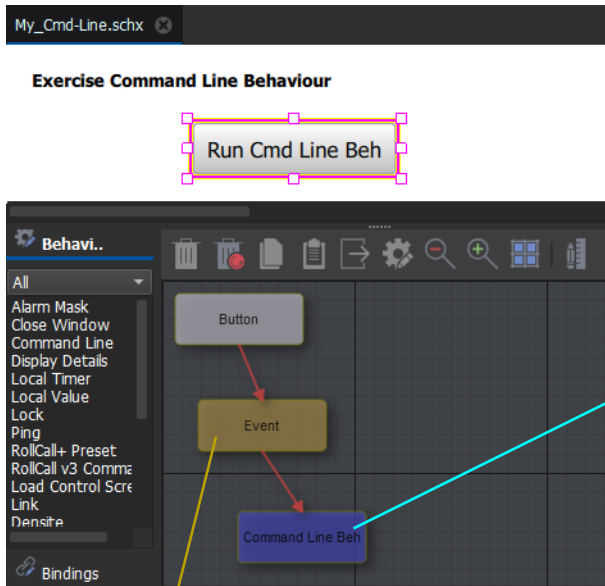 My_Cmd-Line.schx
Exercise Command Line Behaviour
Run Cmd Line Beh
Behavi..
All
Alarm Mask
Close Window
Command Line
Display Details
Local Timer
Local Value
Lock
Ping
RollCall+ Preset
RollCall v3 Comma
Load Control Scre
Link
Densite
Bindings
Button
Event
Command Line Beh